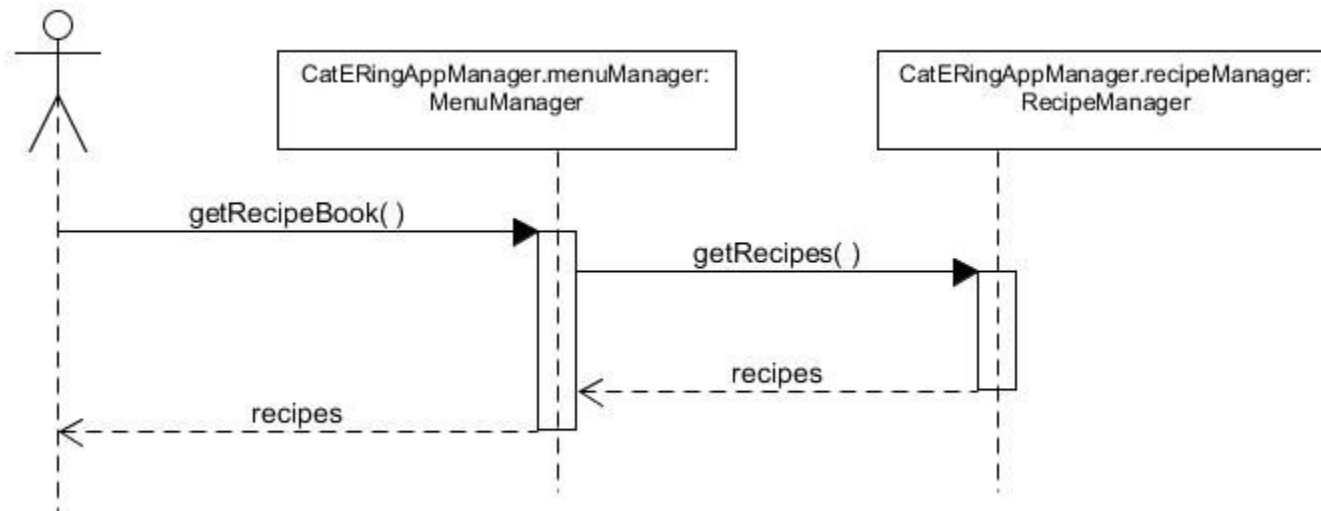 CatERingAppManager.menuManager:
MenuManager
CatERingAppManager.recipeManager:
RecipeManager
getRecipeBook( )
getRecipes( )
recipes
recipes